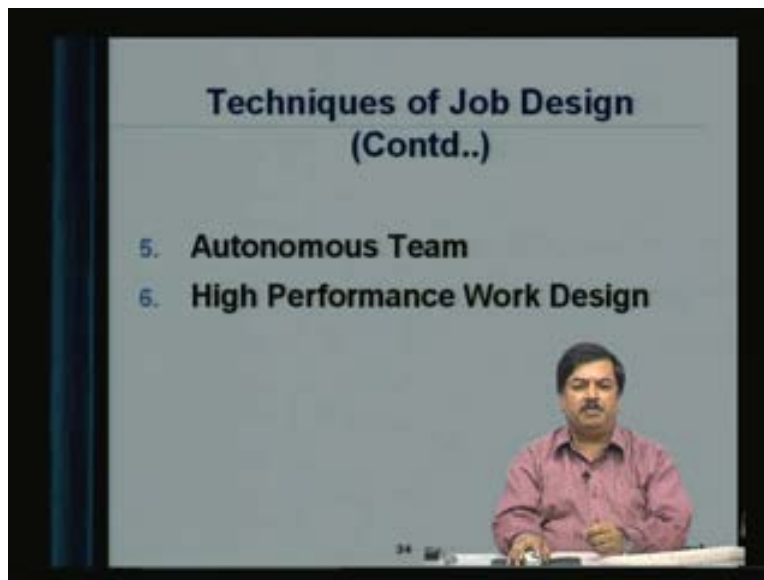 Techniques of Job Design
(Contd..)
5. Autonomous Team
6. High Performance Work Design
34